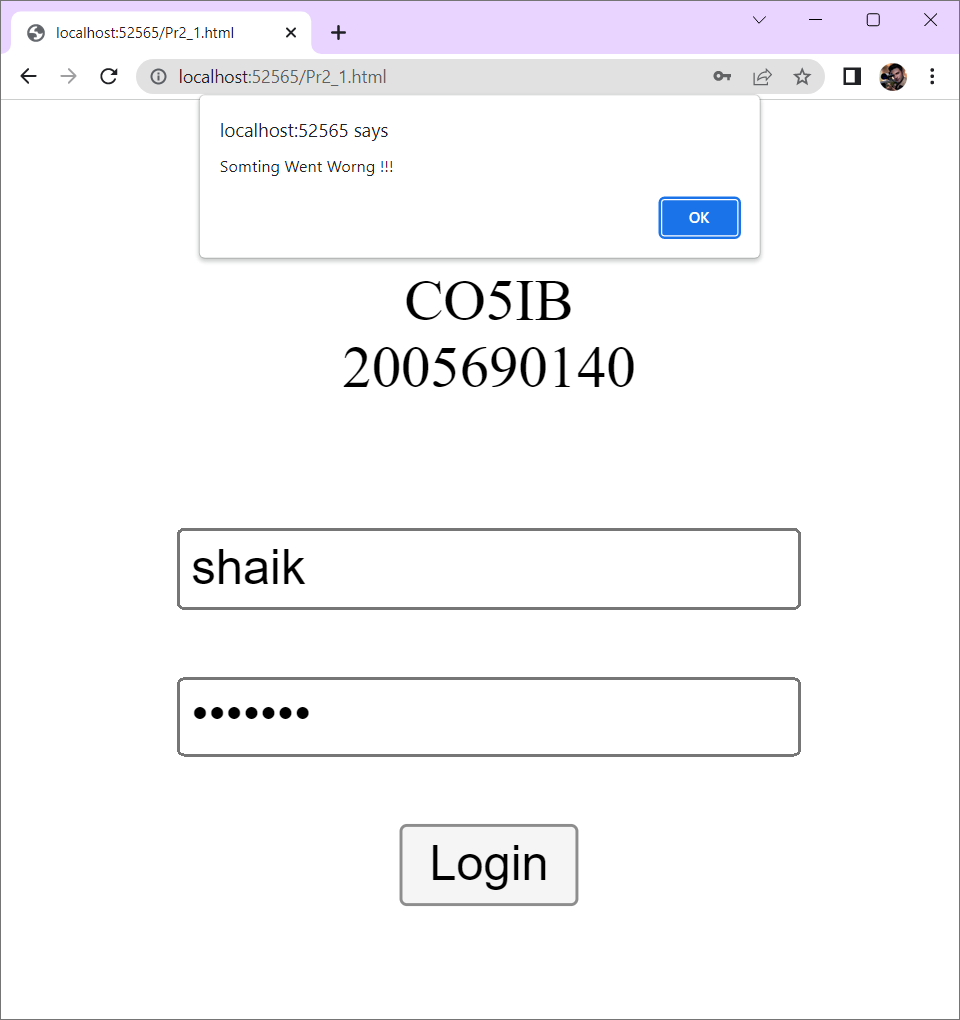 localhost:52565/Pr2_1.html
localhost:52565/Pr2_1.html
localhost:52565 says
Somting Went Worng !!!
OK
CO5IB
2005690140
shaik
•••••••
Login